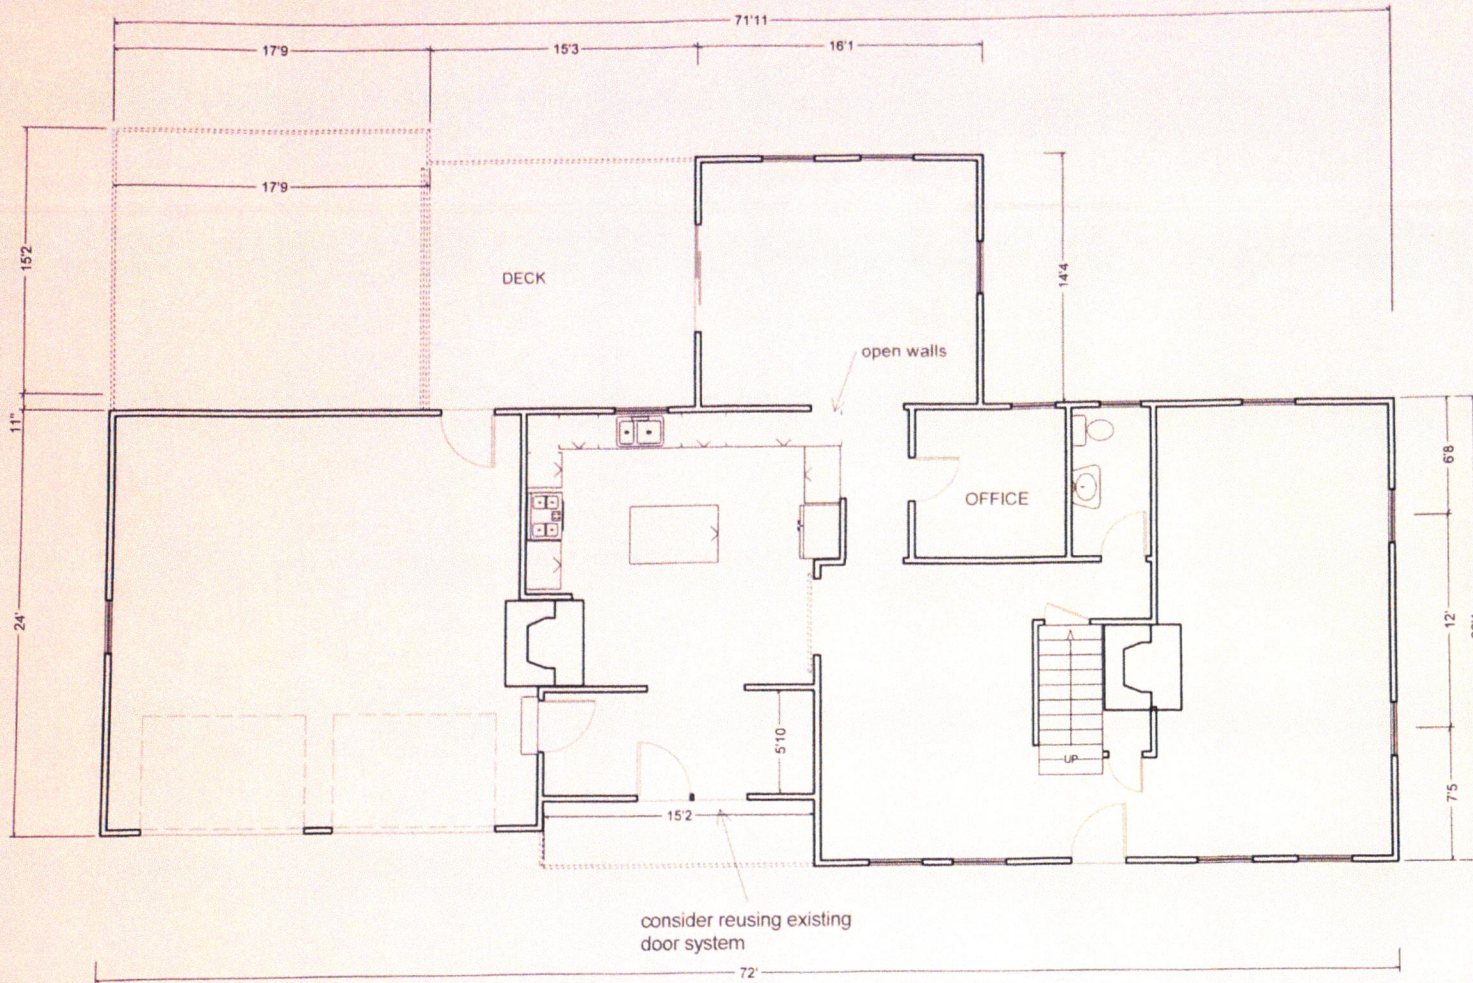 71'11
17'9
15'3
16'1
17'9
15'2
DECK
14'4
open walls
11"
6'8
OFFICE
24'
12'
5'10
UP
7'5
15'2
consider reusing existing
door system
72'